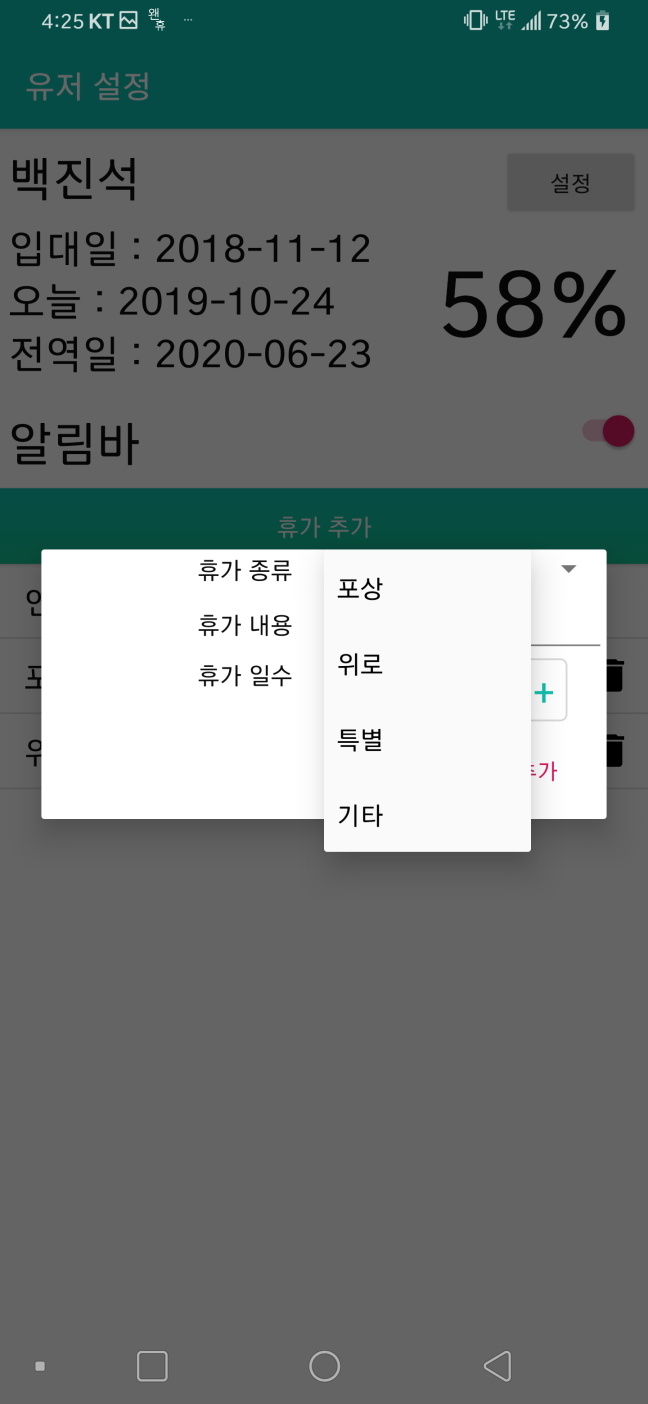 4:25 KT 왠휴 ... LTE 73%
유저 설정
백진석
설정
입대일 : 2018-11-12
오늘 : 2019-10-24
전역일 : 2020-06-23
58%
알림바
휴가 추가
휴가 종류
휴가 내용
휴가 일수
포상
위로
특별
기타
+